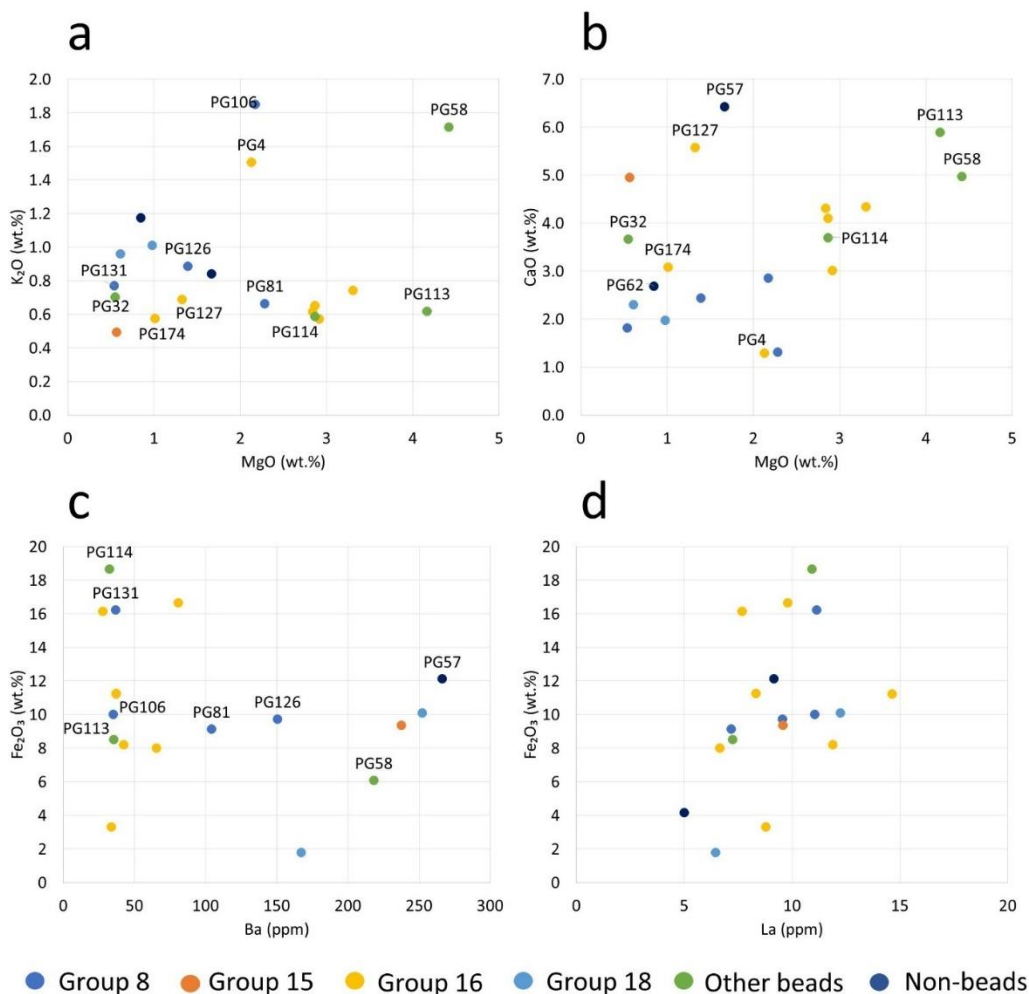 a
2.0
1.8
1.6
1.4
1.2
1.0
0.8
0.6
0.4
0.2
0.0
K₂O (wt.%)
PG106
PG58
PG4
PG126
PG131
PG81
PG32
PG127
PG113
PG174
PG114
0 1 2 3 4 5
MgO (wt.%)
b
7.0
6.0
5.0
4.0
3.0
2.0
1.0
0.0
CaO (wt.%)
PG57
PG113
PG127
PG58
PG32
PG114
PG174
PG62
PG4
0 1 2 3 4 5
MgO (wt.%)
c
20
18
16
14
12
10
8
6
4
2
0
Fe₂O₃ (wt.%)
PG114
PG131
PG57
PG106
PG81
PG126
PG113
PG58
0 50 100 150 200 250 300
Ba (ppm)
d
20
18
16
14
12
10
8
6
4
2
0
Fe₂O₃ (wt.%)
0 5 10 15 20
La (ppm)
Group 8 Group 15 Group 16 Group 18 Other beads Non-beads